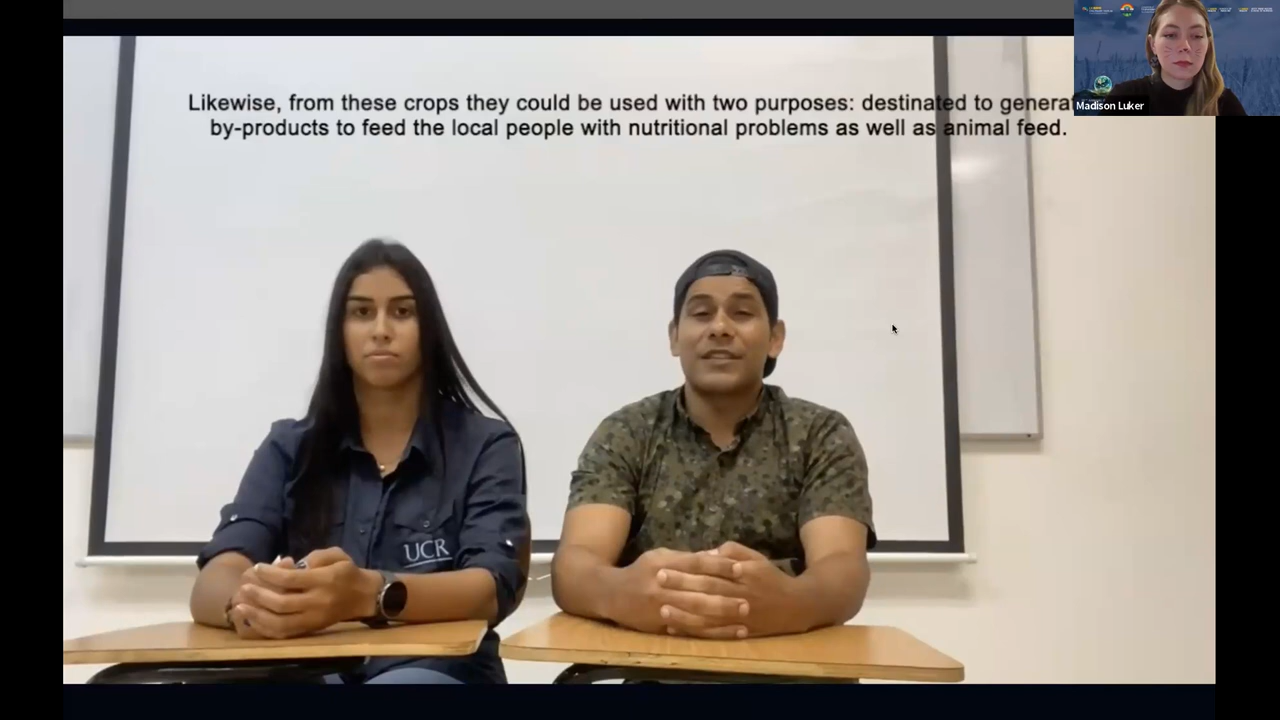 Likewise, from these crops they could be used with two purposes: destinated to genera
by-products to feed the local people with nutritional problems as well as animal feed.
Madison Luker
UCR